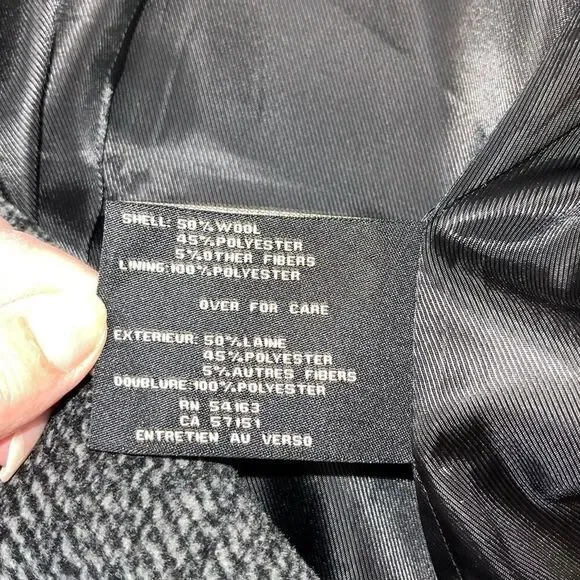 SHELL: 50% WOOL
45% POLYESTER
5% OTHER FIBERS
LINING: 100% POLYESTER
OVER FOR CARE
EXTERIEUR: 50% LAINE
45% POLYESTER
5% AUTRES FIBERS
DOUBLURE: 100% POLYESTER
RN 54163
CA 57151
ENTRETIEN AU VERSO